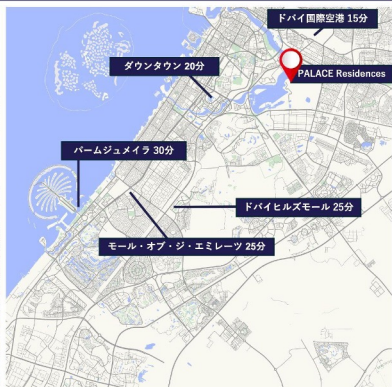 ドバイ国際空港 15分
ダウンタウン 20分
PALACE Residences
パームジュメイラ 30分
ドバイヒルズモール 25分
モール・オブ・ジ・エミレーツ 25分